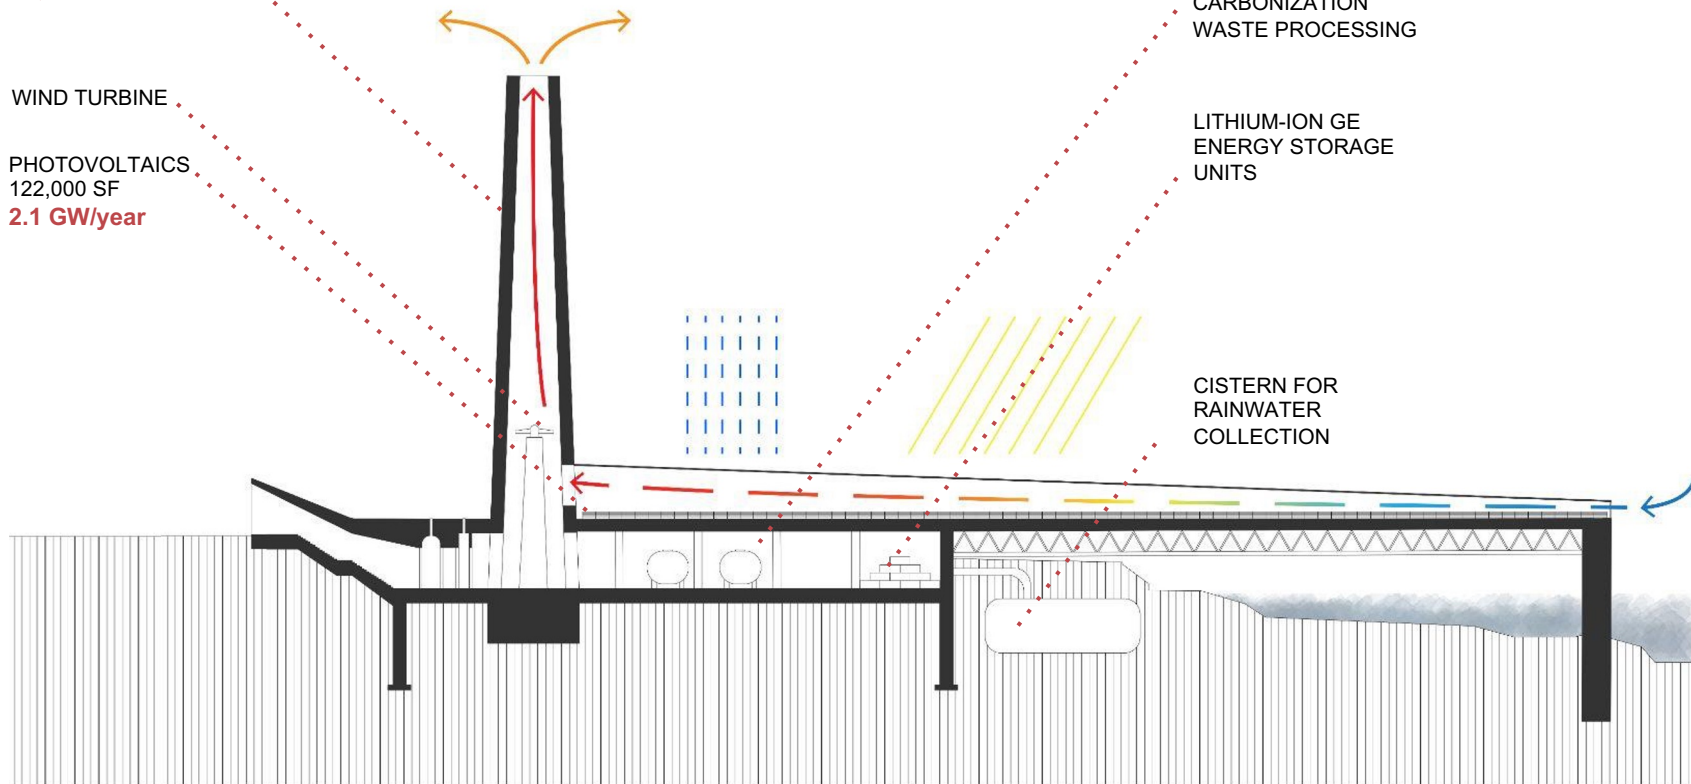 WIND TURBINE
PHOTOVOLTAICS
122,000 SF
2.1 GW/year
CARBONIZATION
WASTE PROCESSING
LITHIUM-ION GE
ENERGY STORAGE
UNITS
CISTERN FOR
RAINWATER
COLLECTION